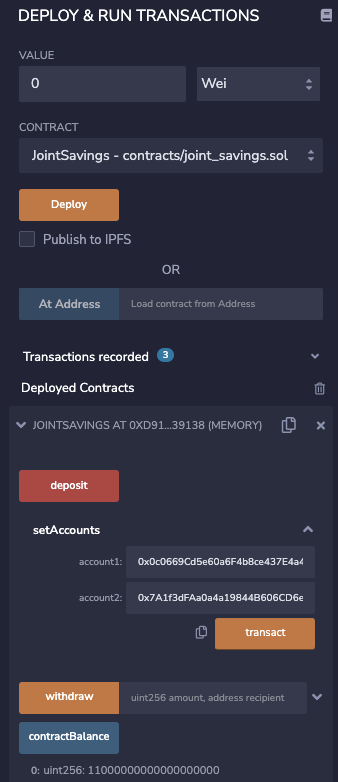 DEPLOY & RUN TRANSACTIONS
VALUE
0
Wei
CONTRACT
JointSavings - contracts/joint_savings.sol
Deploy
Publish to IPFS
OR
At Address
Load contract from Address
Transactions recorded 3
Deployed Contracts
JOINTSAVINGS AT 0XD91...39138 (MEMORY)
deposit
setAccounts
account1: 0x0c0669Cd5e60a6F4b8ce437E4a4
account2: 0x7A1f3dFAa0a4a19844B606CD6e
transact
withdraw
uint256 amount, address recipient
contractBalance
0: uint256: 11000000000000000000